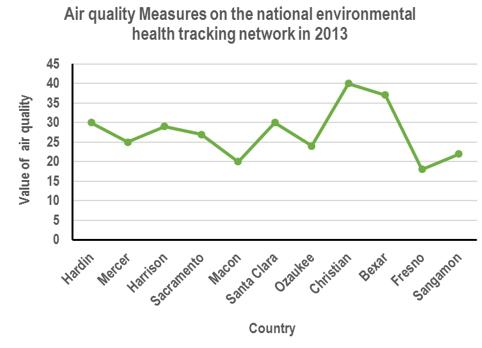 Air quality Measures on the national environmental
health tracking network in 2013
Value of air quality
45
40
35
30
25
20
15
10
5
0
Hardin
Mercer
Harrison
Sacramento
Macon
Santa Clara
Ozaukee
Christian
Bexar
Fresno
Sangamon
Country